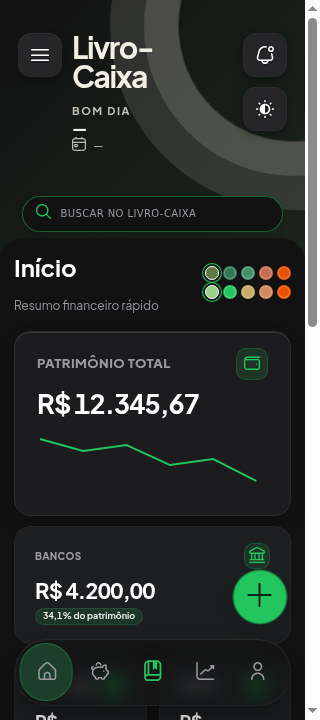 Livro-
Caixa
BOM DIA
—
—
BUSCAR NO LIVRO-CAIXA
Início
Resumo financeiro rápido
PATRIMÔNIO TOTAL
R$ 12.345,67
BANCOS
R$ 4.200,00
34,1% do patrimônio